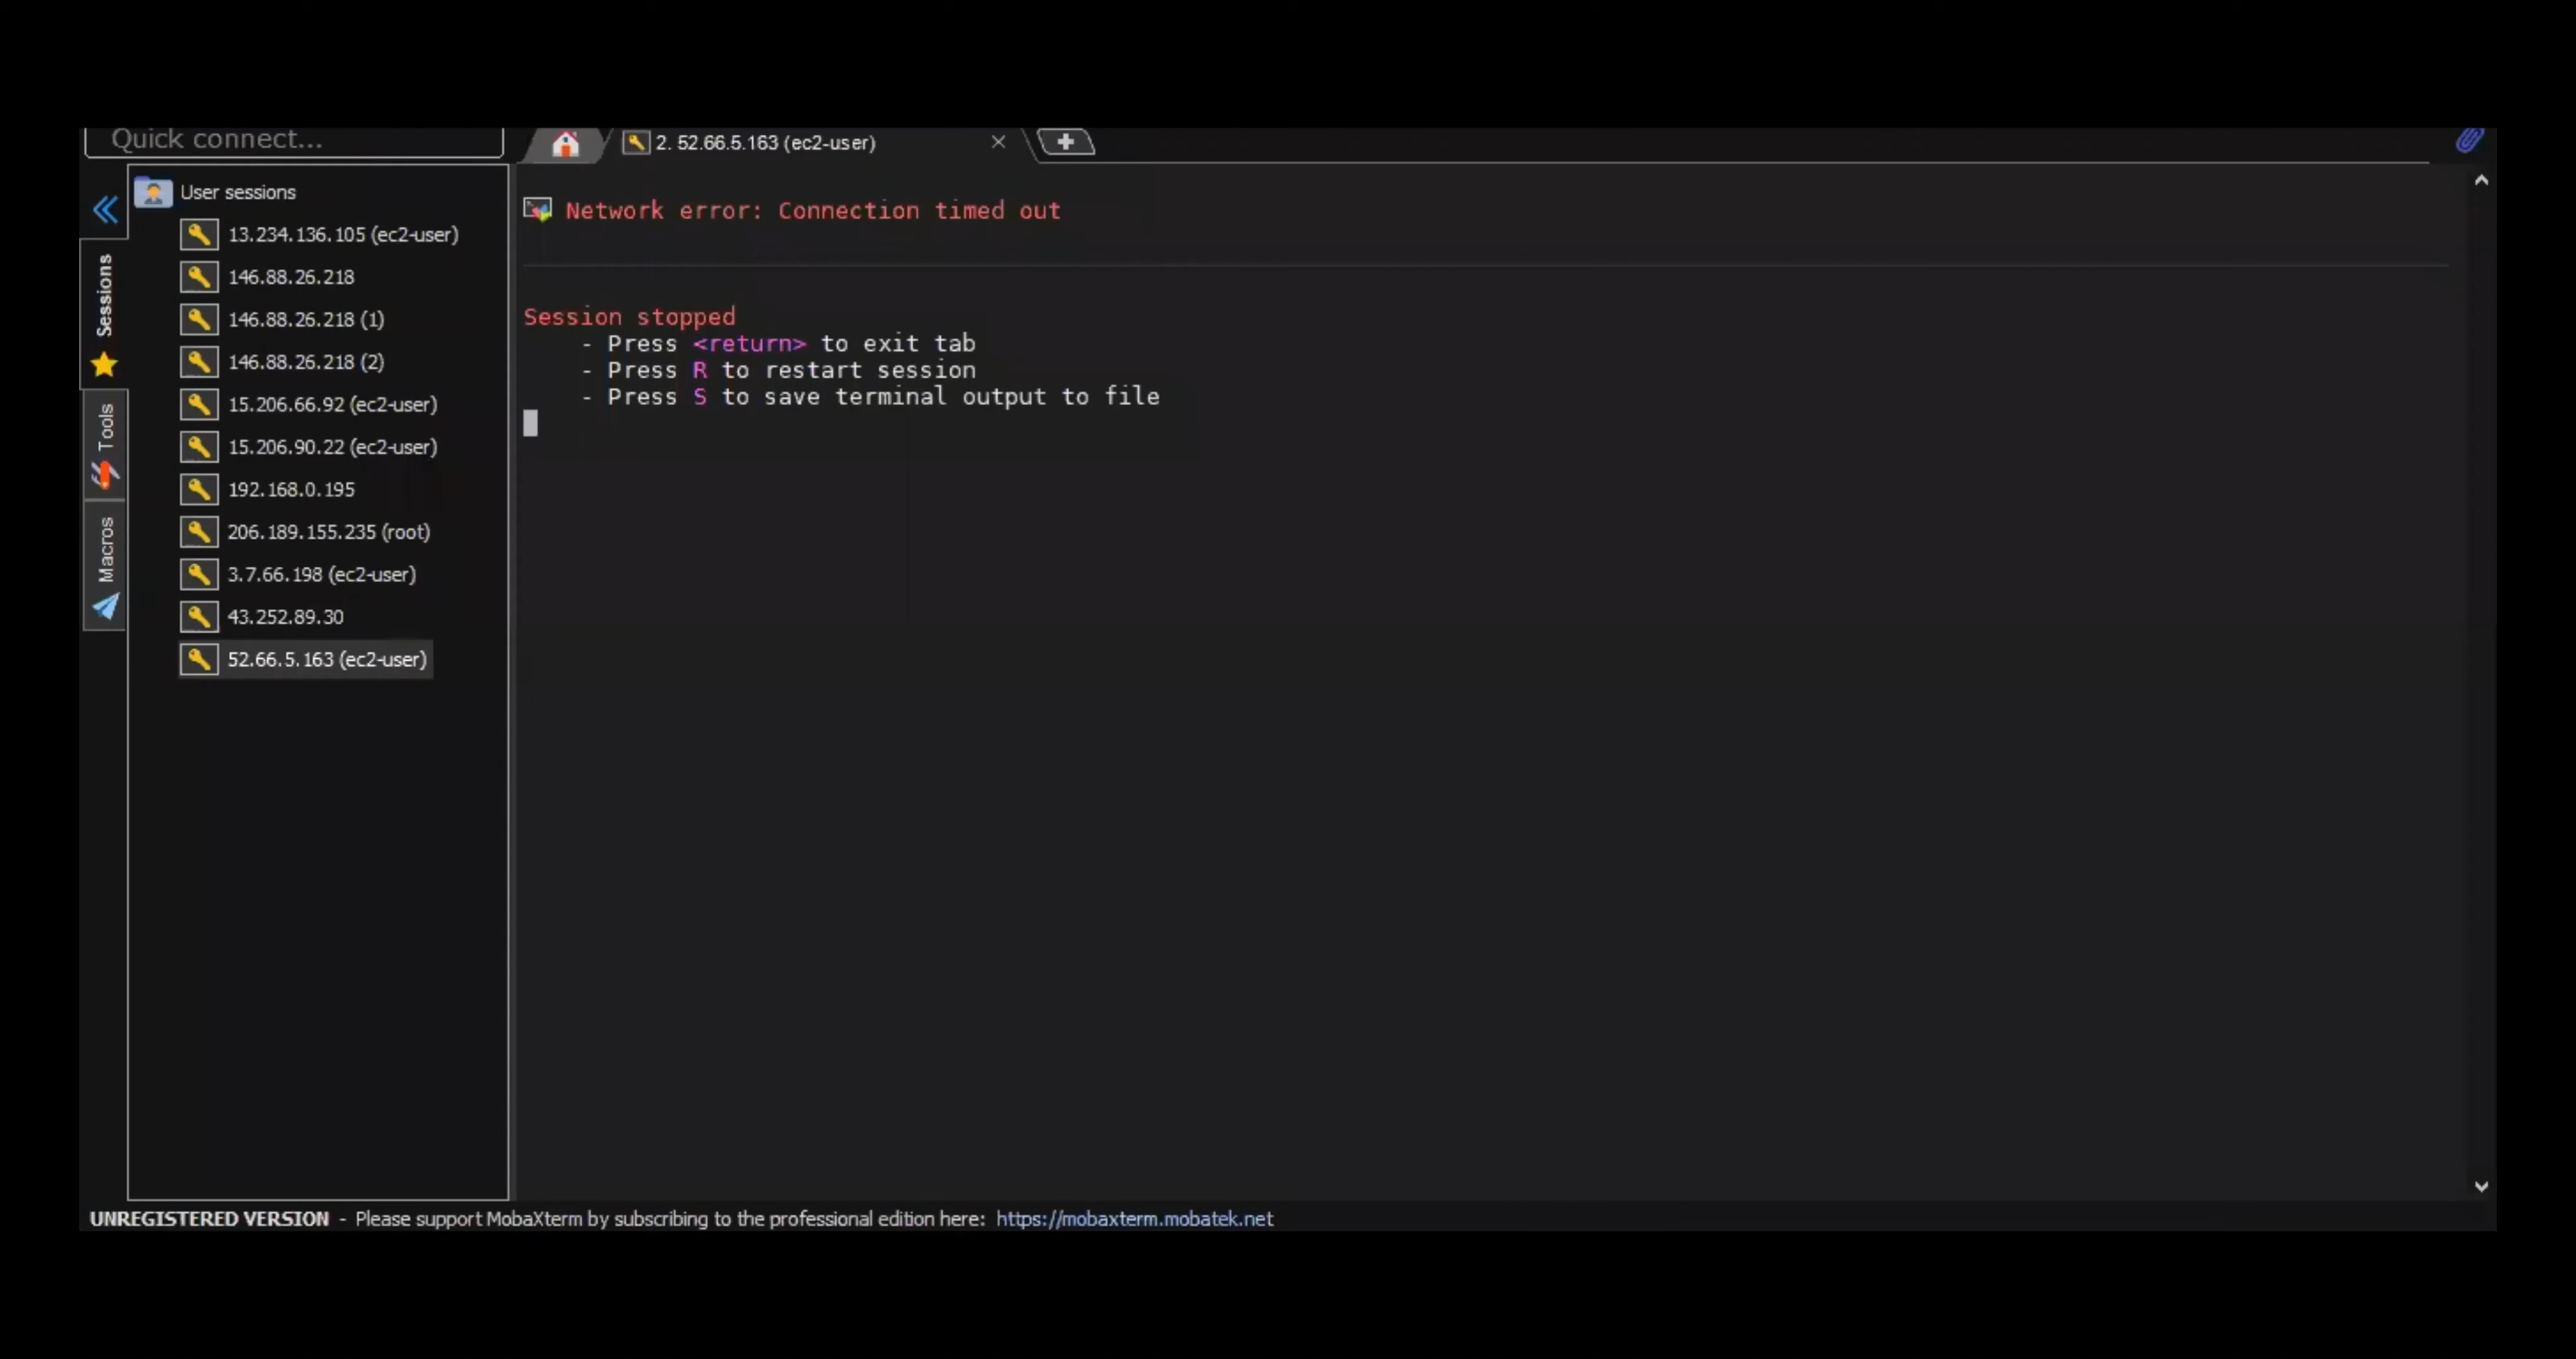 Quick connect...
2. 52.66.5.163 (ec2-user)
User sessions
13.234.136.105 (ec2-user)
146.88.26.218
146.88.26.218 (1)
146.88.26.218 (2)
15.206.66.92 (ec2-user)
15.206.90.22 (ec2-user)
192.168.0.195
206.189.155.235 (root)
3.7.66.198 (ec2-user)
43.252.89.30
52.66.5.163 (ec2-user)
Sessions
Tools
Macros
Network error: Connection timed out
Session stopped
- Press <return> to exit tab
- Press R to restart session
- Press S to save terminal output to file
UNREGISTERED VERSION - Please support MobaXterm by subscribing to the professional edition here: https://mobaxterm.mobatek.net